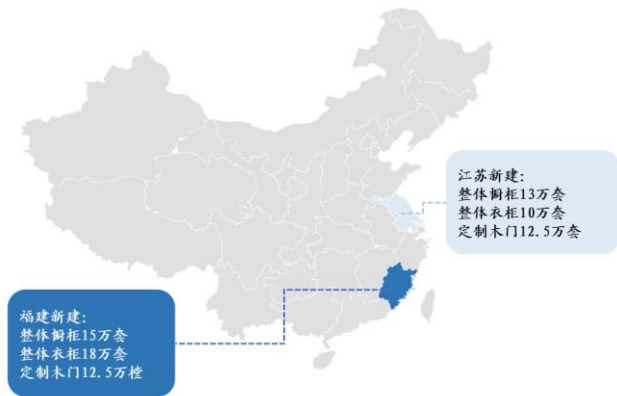 江苏新建:
整体橱柜13万套
整体衣柜10万套
定制木门12.5万套
福建新建:
整体橱柜15万套
整体衣柜18万套
定制木门12.5万樘